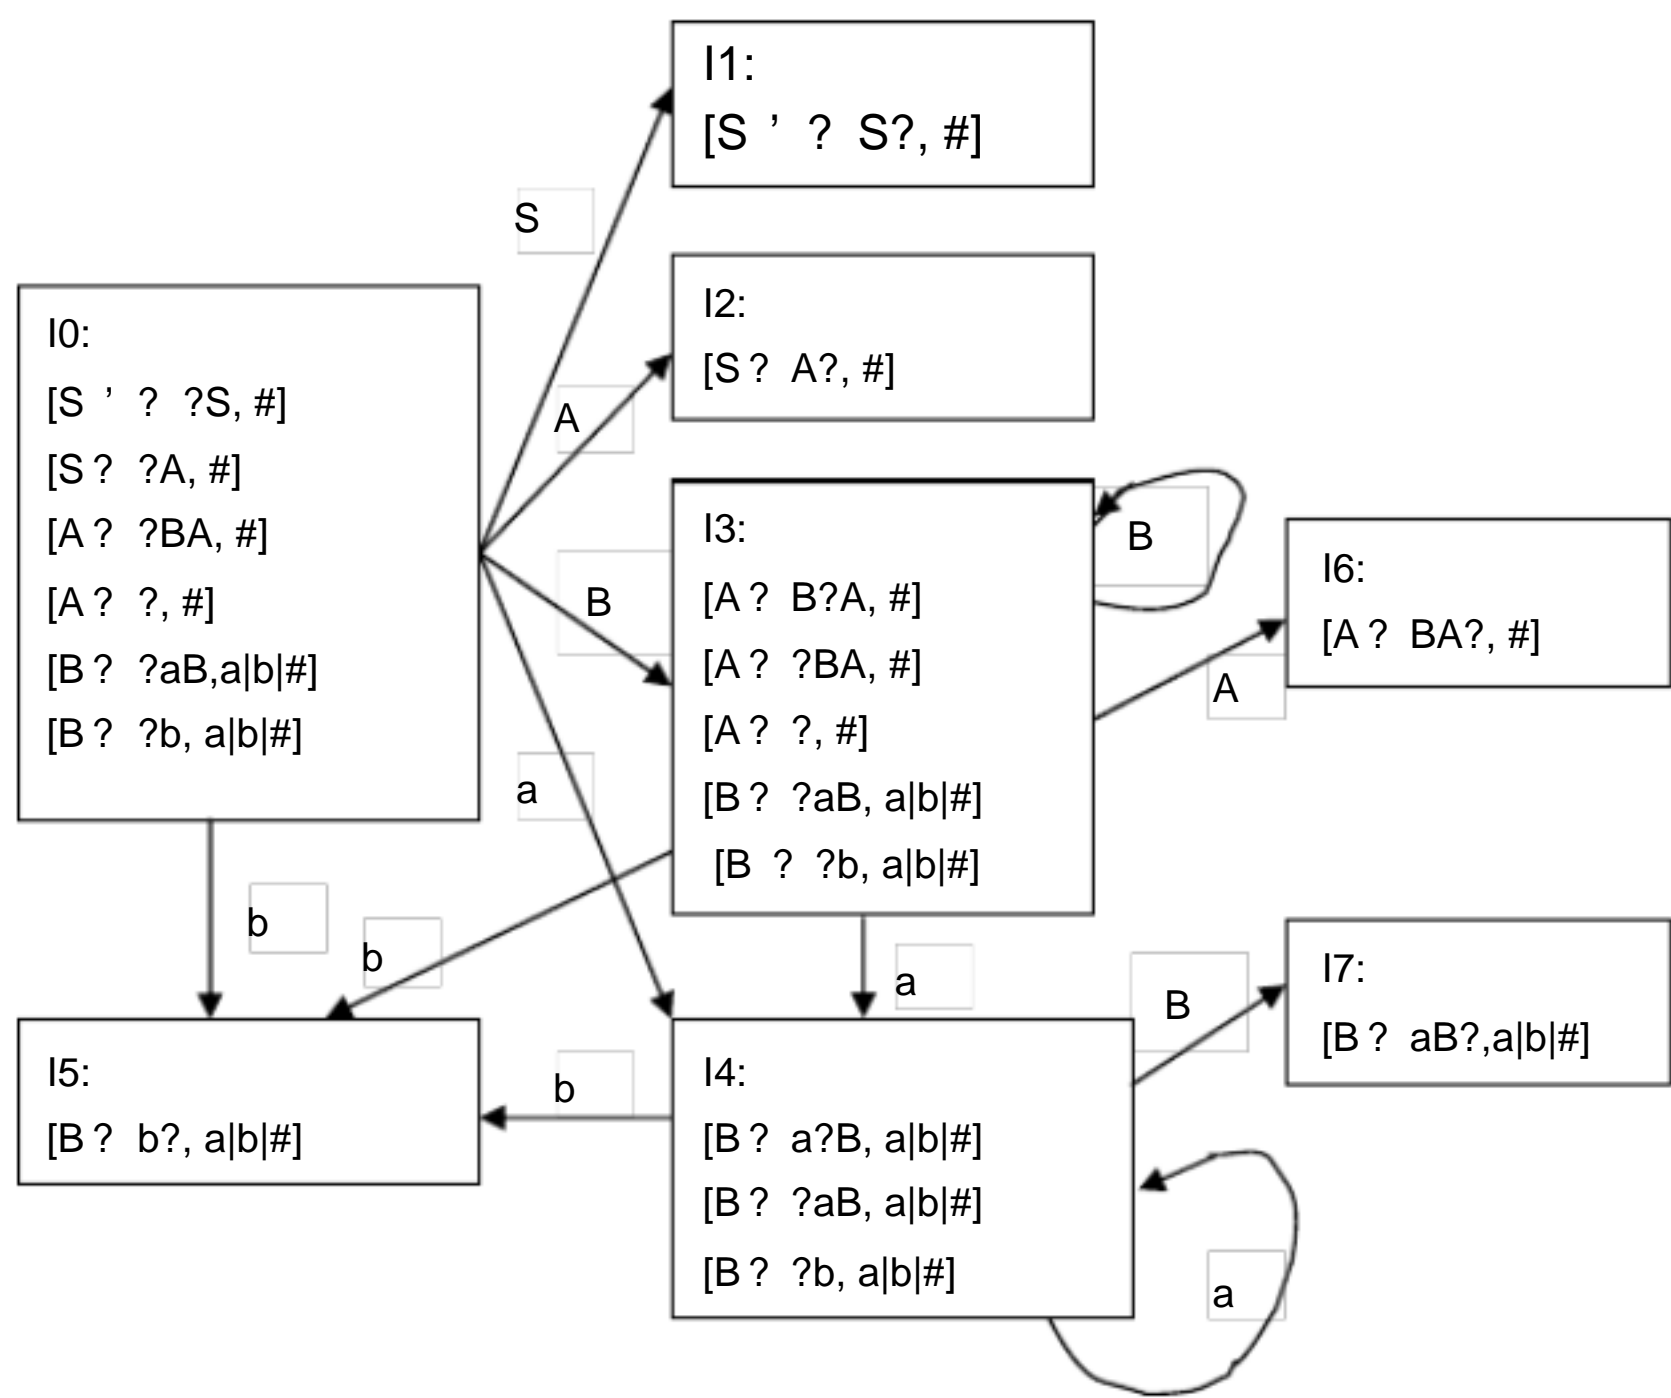 I1:
[S ’ ? S?, #]
S
I2:
[S ? A?, #]
A
I0:
[S ’ ? ?S, #]
[S ? ?A, #]
[A ? ?BA, #]
[A ? ?, #]
[B ? ?aB,a|b|#]
[B ? ?b, a|b|#]
B
I3:
[A ? B?A, #]
[A ? ?BA, #]
[A ? ?, #]
[B ? ?aB, a|b|#]
[B ? ?b, a|b|#]
B
I6:
[A ? BA?, #]
A
a
b
b
a
B
I7:
[B ? aB?,a|b|#]
I5:
[B ? b?, a|b|#]
b
I4:
[B ? a?B, a|b|#]
[B ? ?aB, a|b|#]
[B ? ?b, a|b|#]
a